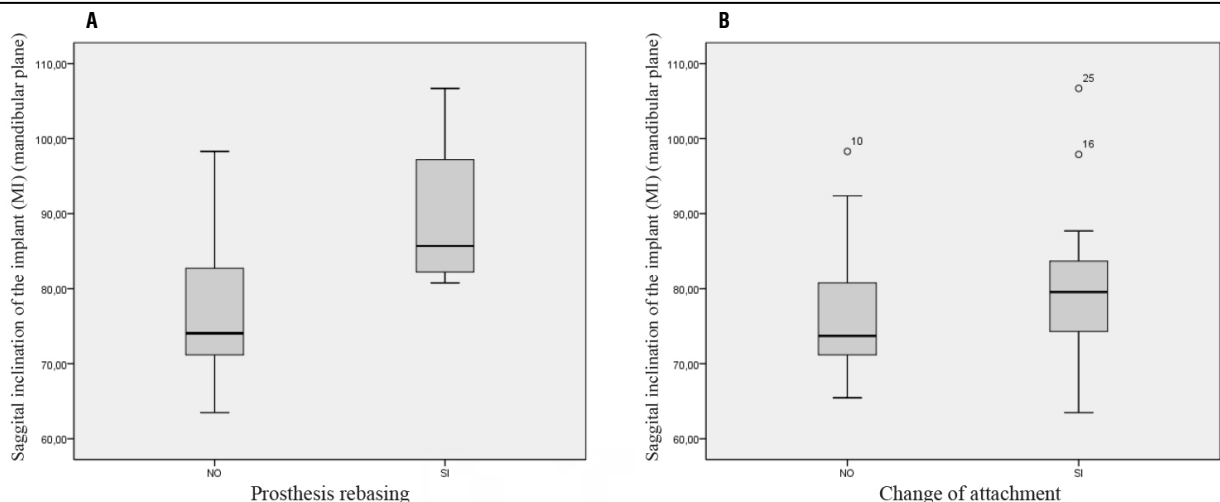 A
Saggital inclination of the implant (MI) (mandibular plane)
110,00
100,00
90,00
80,00
70,00
60,00
NO
SI
Prosthesis rebasing
B
Saggital inclination of the implant (MI) (mandibular plane)
110,00
100,00
90,00
80,00
70,00
60,00
10
25
16
NO
SI
Change of attachment